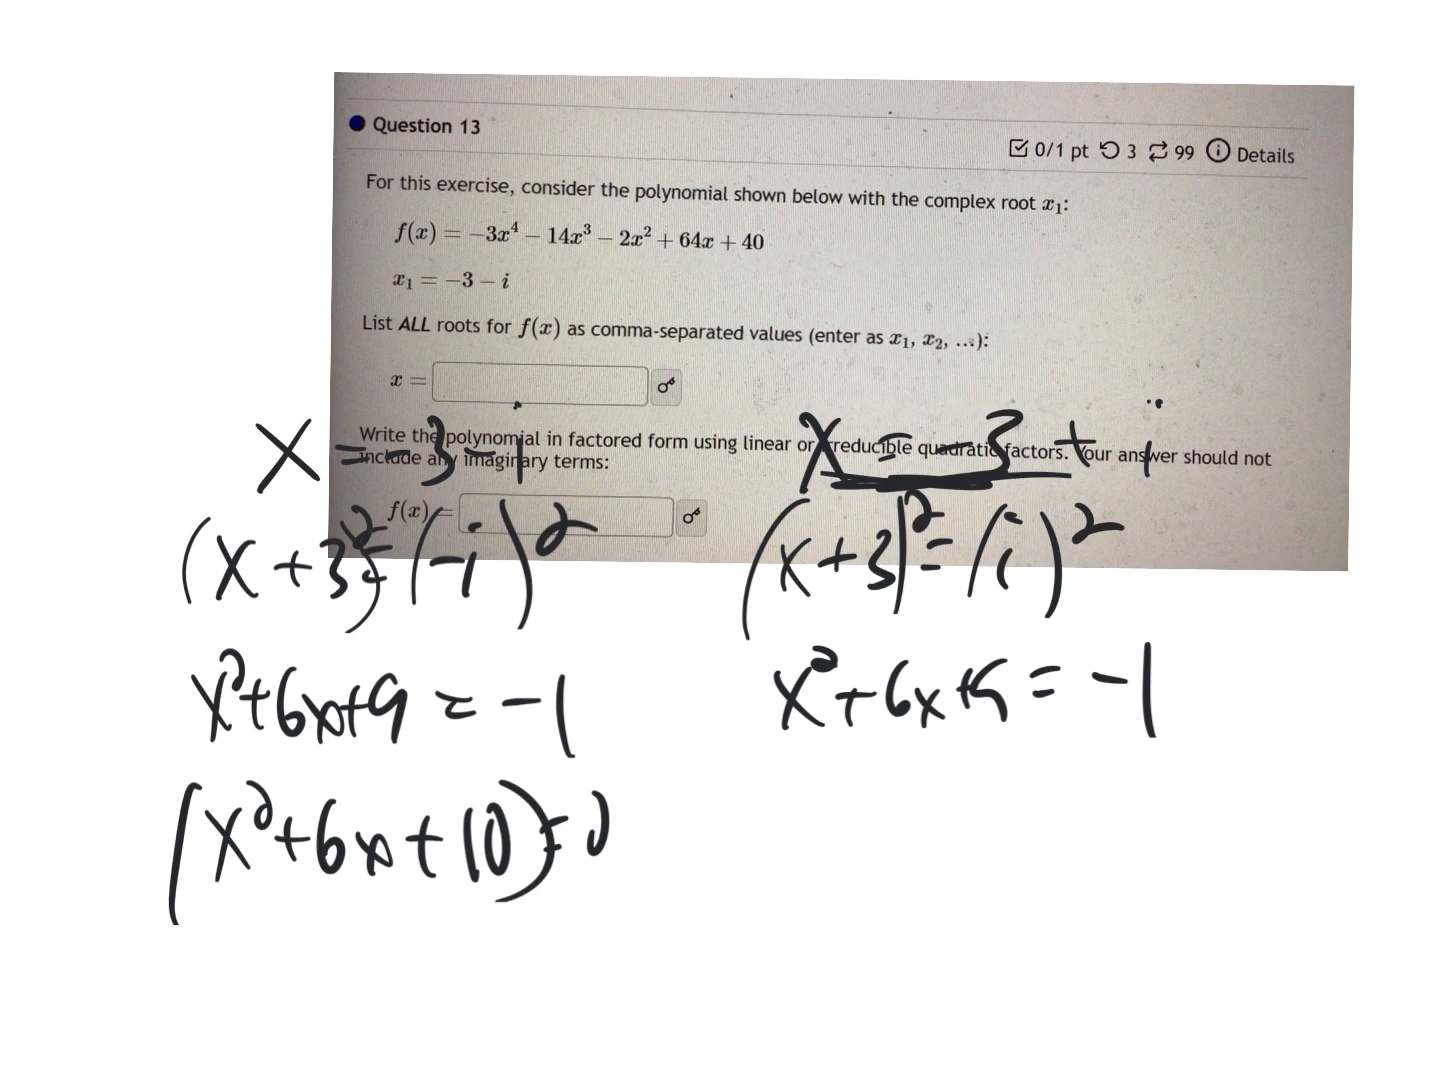 Question 13
0/1 pt 3 99 Details
For this exercise, consider the polynomial shown below with the complex root x₁:
f(x) = −3x⁴ − 14x³ − 2x² + 64x + 40
x₁ = −3 − i
List ALL roots for f(x) as comma-separated values (enter as x₁, x₂, ...):
x =
Write the polynomial in factored form using linear or irreducible quadratic factors. Your answer should not
include any imaginary terms:
f(x) =
x = -3 - i
x = -3 + i
(x+3)² = (-i)²
(x+3)² = (i)²
x²+6x+9 = -1
x²+6x+9 = -1
(x²+6x+10) = 0